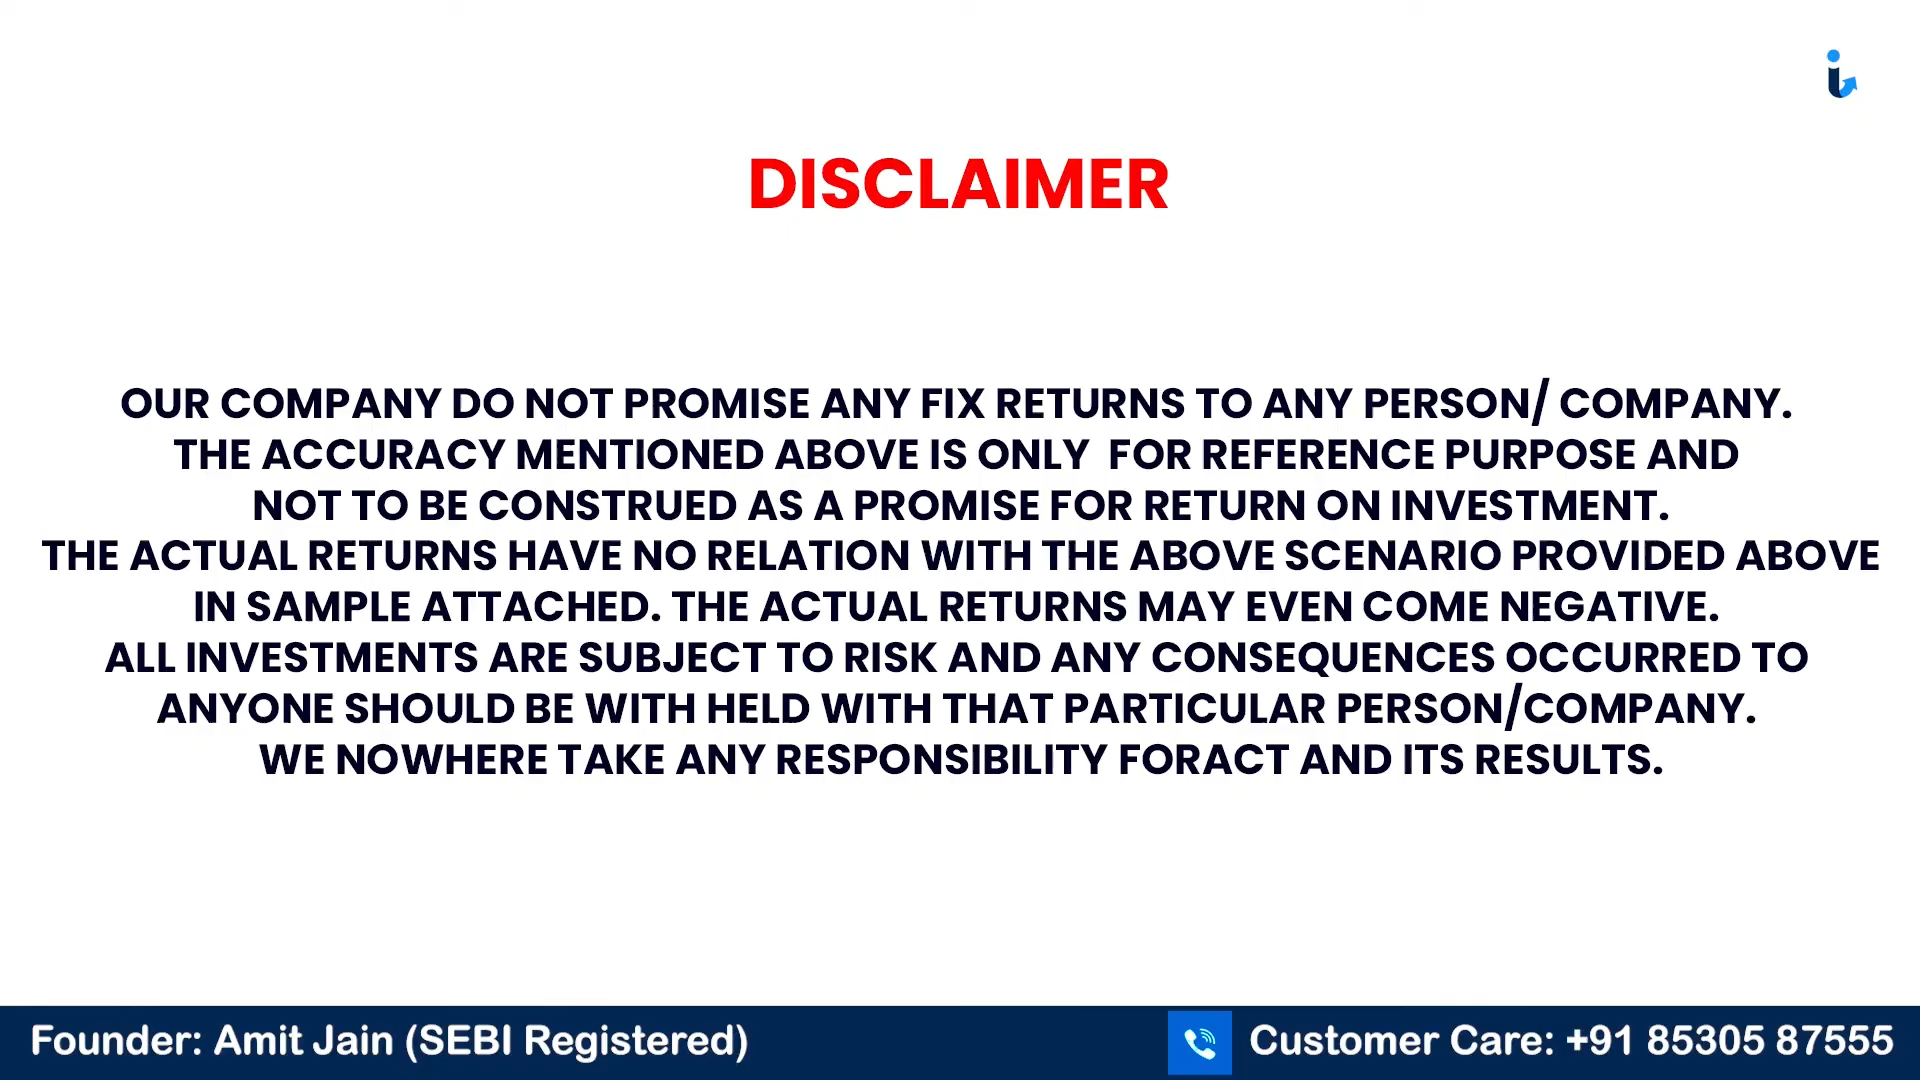 DISCLAIMER
OUR COMPANY DO NOT PROMISE ANY FIX RETURNS TO ANY PERSON/ COMPANY.
THE ACCURACY MENTIONED ABOVE IS ONLY  FOR REFERENCE PURPOSE AND
NOT TO BE CONSTRUED AS A PROMISE FOR RETURN ON INVESTMENT.
THE ACTUAL RETURNS HAVE NO RELATION WITH THE ABOVE SCENARIO PROVIDED ABOVE
IN SAMPLE ATTACHED. THE ACTUAL RETURNS MAY EVEN COME NEGATIVE.
ALL INVESTMENTS ARE SUBJECT TO RISK AND ANY CONSEQUENCES OCCURRED TO
ANYONE SHOULD BE WITH HELD WITH THAT PARTICULAR PERSON/COMPANY.
WE NOWHERE TAKE ANY RESPONSIBILITY FORACT AND ITS RESULTS.
Founder: Amit Jain (SEBI Registered)
Customer Care: +91 85305 87555